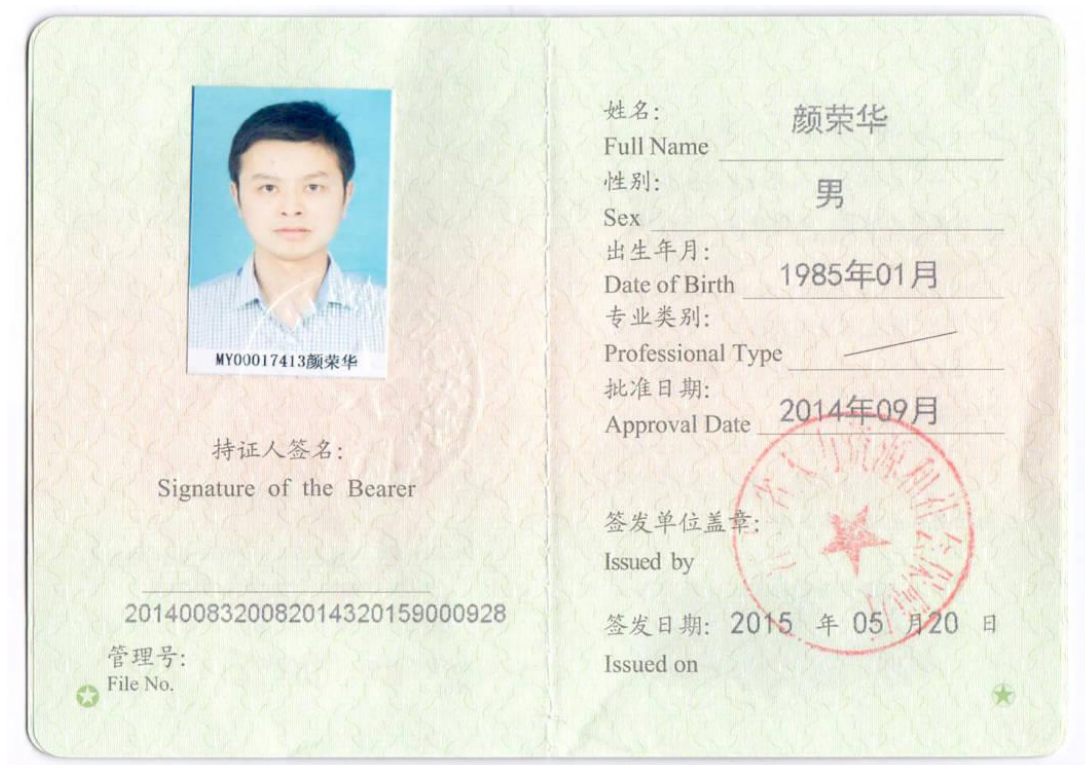 MY00017413颜荣华
持证人签名:
Signature of the Bearer
2014008320082014320159000928
管理号:
File No.
姓名: 颜荣华
Full Name
性别: 男
Sex
出生年月:
Date of Birth 1985年01月
专业类别:
Professional Type
批准日期:
Approval Date 2014年09月
签发单位盖章:
Issued by
签发日期: 2015 年 05 月20 日
Issued on